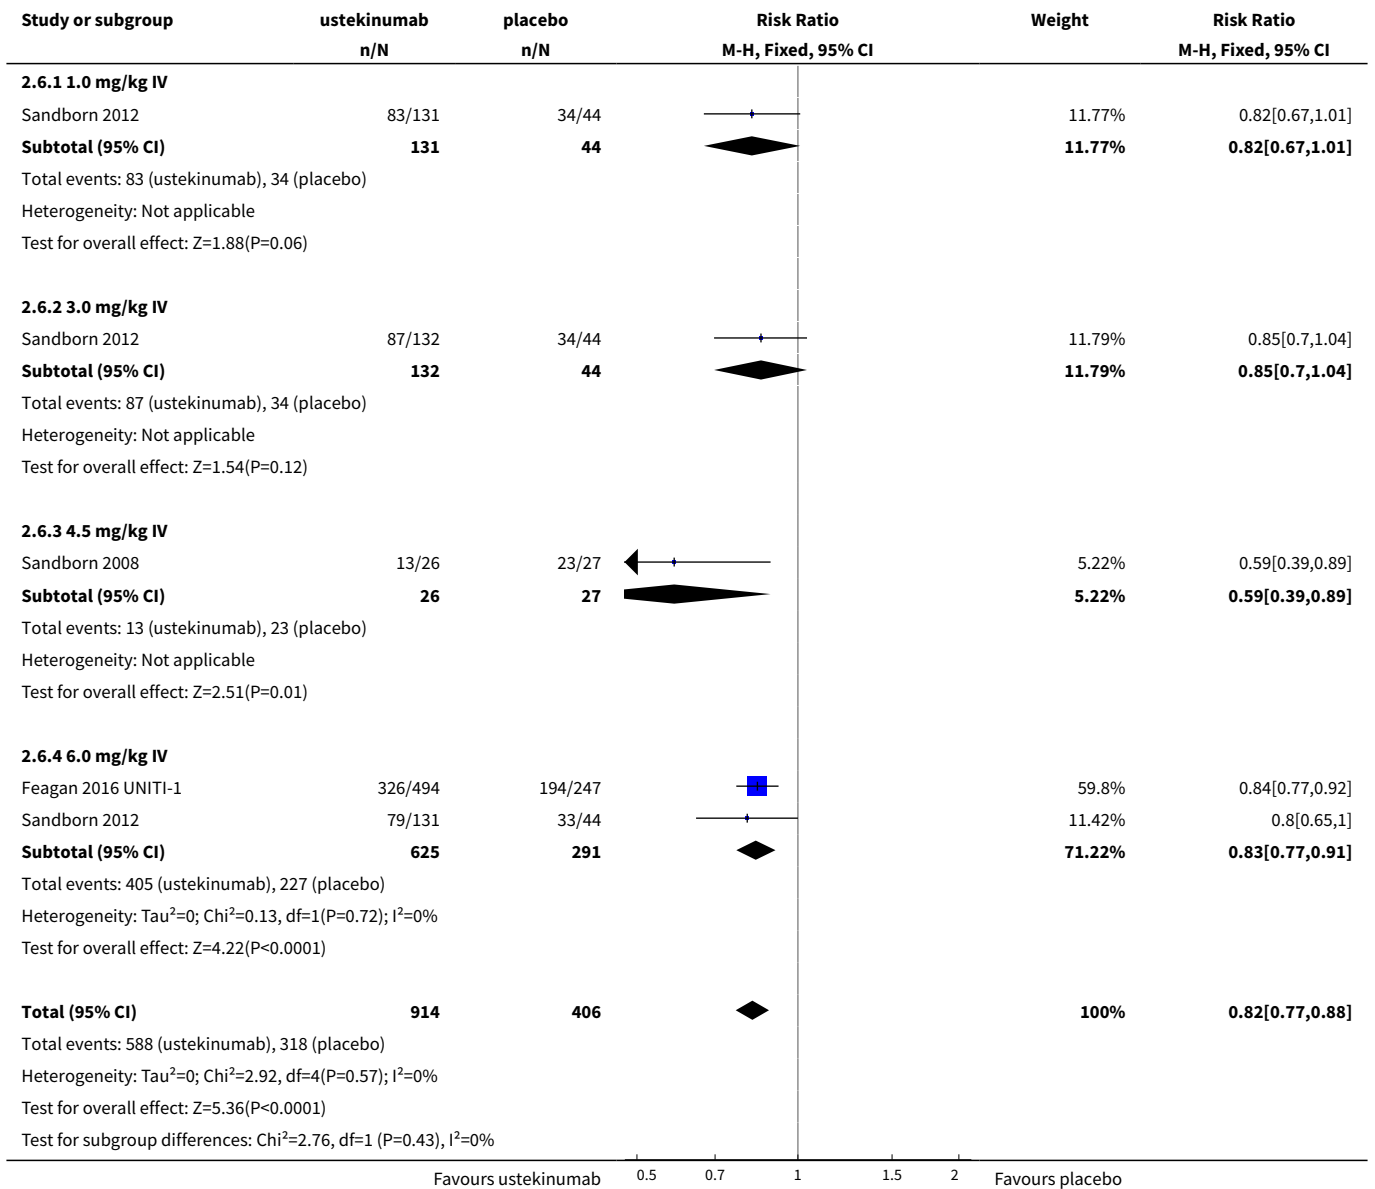 Study or subgroup ustekinumab placebo Risk Ratio Weight Risk Ratio
n/N n/N M-H, Fixed, 95% CI M-H, Fixed, 95% CI
2.6.1 1.0 mg/kg IV
Sandborn 2012 83/131 34/44 11.77% 0.82[0.67,1.01]
Subtotal (95% CI) 131 44 11.77% 0.82[0.67,1.01]
Total events: 83 (ustekinumab), 34 (placebo)
Heterogeneity: Not applicable
Test for overall effect: Z=1.88(P=0.06)
2.6.2 3.0 mg/kg IV
Sandborn 2012 87/132 34/44 11.79% 0.85[0.7,1.04]
Subtotal (95% CI) 132 44 11.79% 0.85[0.7,1.04]
Total events: 87 (ustekinumab), 34 (placebo)
Heterogeneity: Not applicable
Test for overall effect: Z=1.54(P=0.12)
2.6.3 4.5 mg/kg IV
Sandborn 2008 13/26 23/27 5.22% 0.59[0.39,0.89]
Subtotal (95% CI) 26 27 5.22% 0.59[0.39,0.89]
Total events: 13 (ustekinumab), 23 (placebo)
Heterogeneity: Not applicable
Test for overall effect: Z=2.51(P=0.01)
2.6.4 6.0 mg/kg IV
Feagan 2016 UNITI-1 326/494 194/247 59.8% 0.84[0.77,0.92]
Sandborn 2012 79/131 33/44 11.42% 0.8[0.65,1]
Subtotal (95% CI) 625 291 71.22% 0.83[0.77,0.91]
Total events: 405 (ustekinumab), 227 (placebo)
Heterogeneity: Tau²=0; Chi²=0.13, df=1(P=0.72); I²=0%
Test for overall effect: Z=4.22(P<0.0001)
Total (95% CI) 914 406 100% 0.82[0.77,0.88]
Total events: 588 (ustekinumab), 318 (placebo)
Heterogeneity: Tau²=0; Chi²=2.92, df=4(P=0.57); I²=0%
Test for overall effect: Z=5.36(P<0.0001)
Test for subgroup differences: Chi²=2.76, df=1 (P=0.43), I²=0%
Favours ustekinumab 0.5 0.7 1 1.5 2 Favours placebo